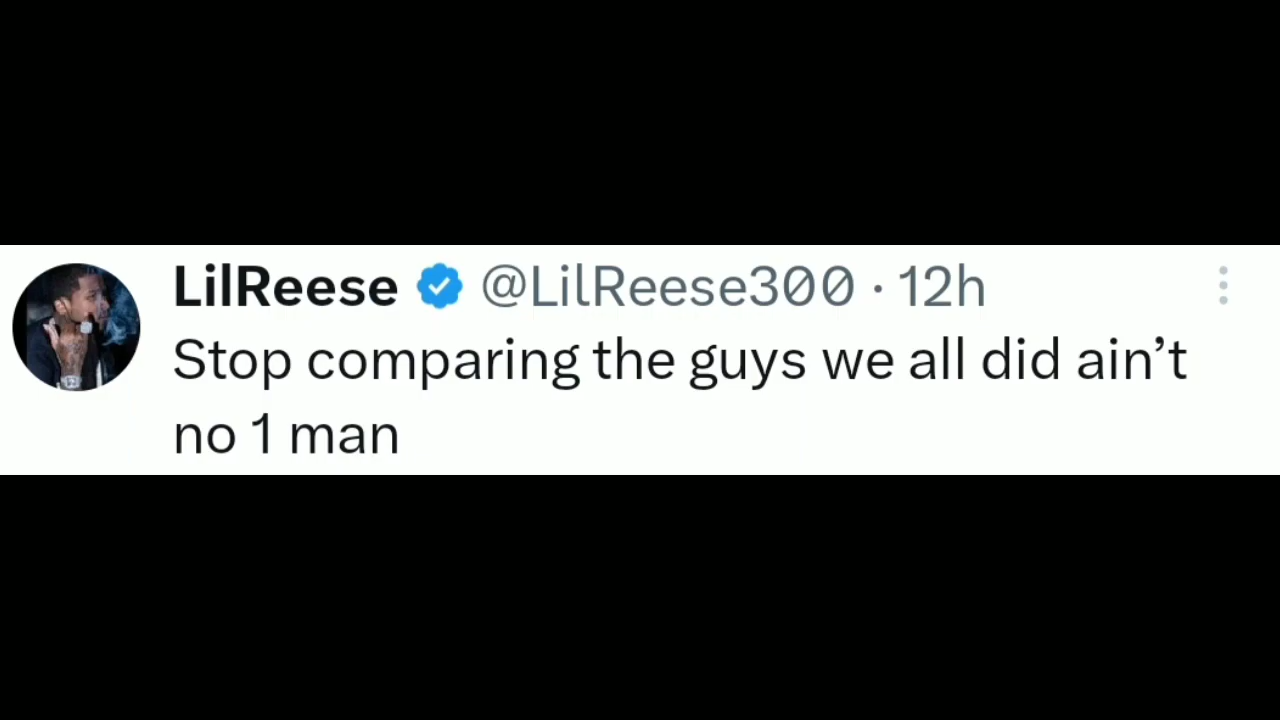 LilReese @LilReese300 · 12h
Stop comparing the guys we all did ain’t
no 1 man